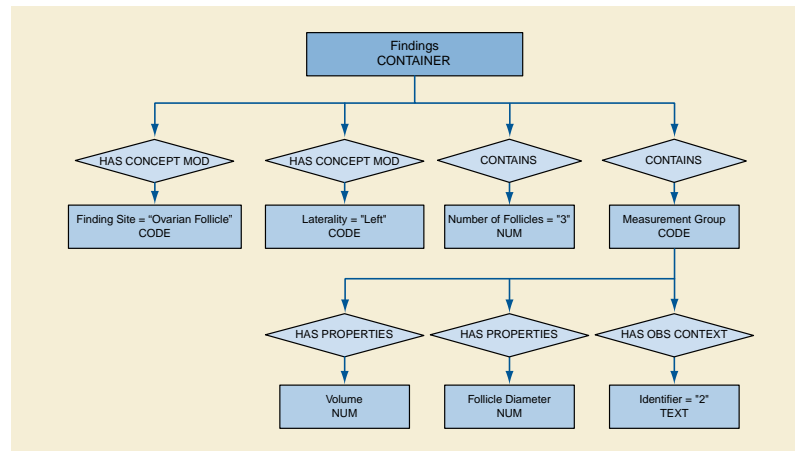 Findings
CONTAINER
HAS CONCEPT MOD
HAS CONCEPT MOD
CONTAINS
CONTAINS
Finding Site = “Ovarian Follicle”
CODE
Laterality = "Left"
CODE
Number of Follicles = "3"
NUM
Measurement Group
CODE
HAS PROPERTIES
HAS PROPERTIES
HAS OBS CONTEXT
Volume
NUM
Follicle Diameter
NUM
Identifier = "2"
TEXT